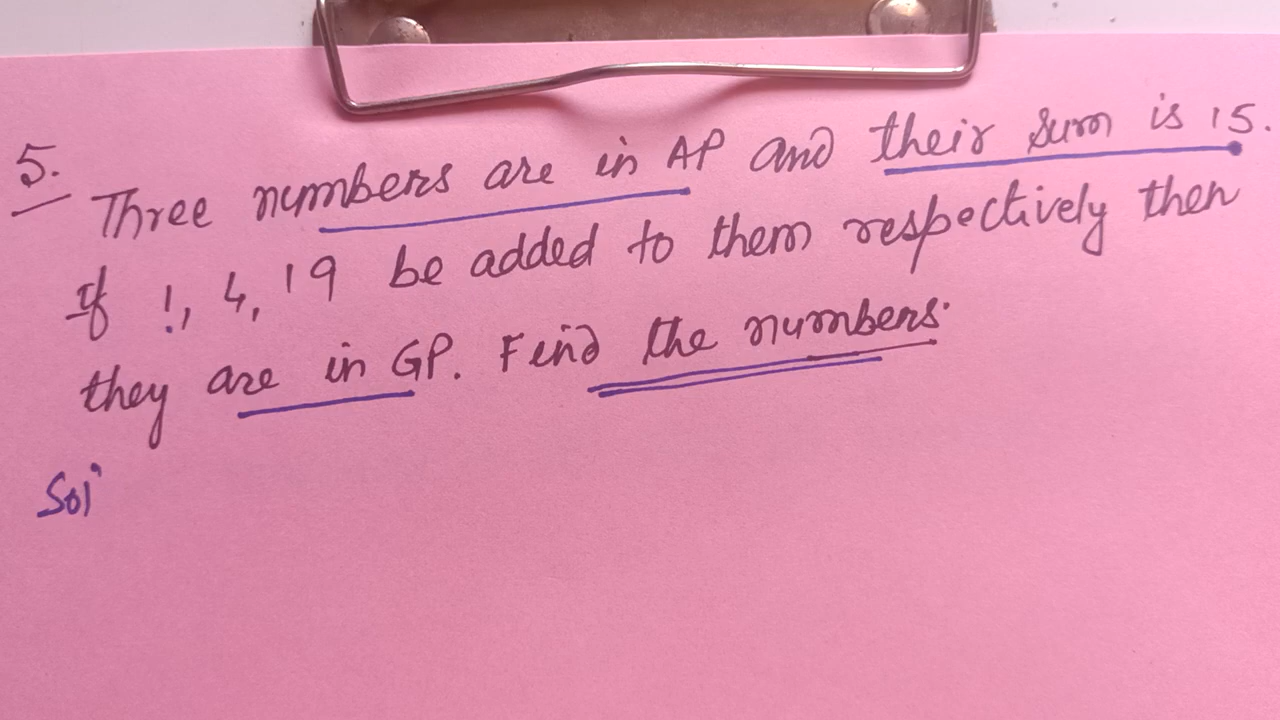 5.
Three numbers are in AP and their sum is 15.
If 1, 4, 19 be added to them respectively then
they are in GP. Find the numbers.
Sol'